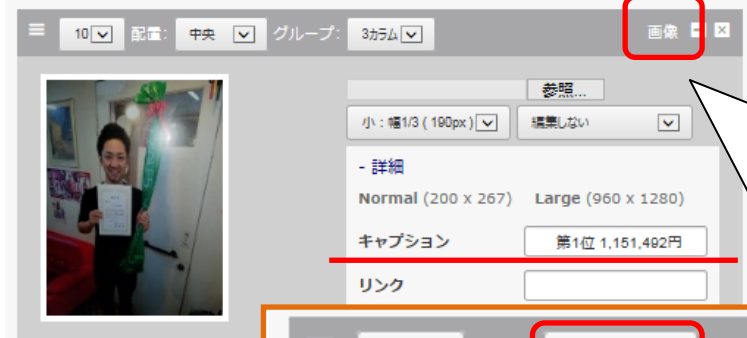 10 配置: 中央 グループ: 3カラム 画像
参照...
小 : 幅1/3 ( 190px ) 編集しない
- 詳細
Normal (200 x 267) Large (960 x 1280)
キャプション 第1位 1,151,492円
リンク